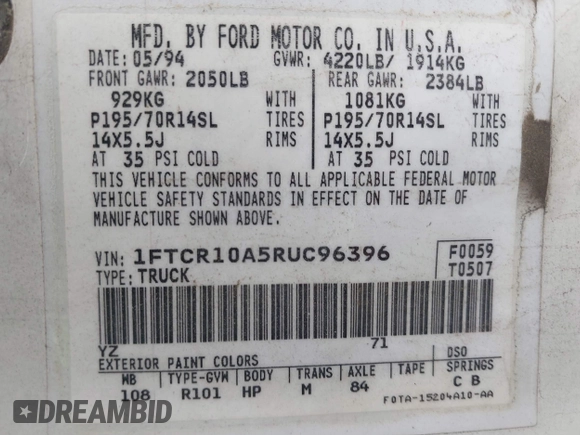 MFD. BY FORD MOTOR CO. IN U.S.A.
DATE: 05/94 GVWR: 4220LB/ 1914KG
FRONT GAWR: 2050LB REAR GAWR: 2384LB
929KG WITH 1081KG WITH
P195/70R14SL TIRES P195/70R14SL TIRES
14X5.5J RIMS 14X5.5J RIMS
AT 35 PSI COLD AT 35 PSI COLD
THIS VEHICLE CONFORMS TO ALL APPLICABLE FEDERAL MOTOR
VEHICLE SAFETY STANDARDS IN EFFECT ON THE DATE OF
MANUFACTURE SHOWN ABOVE.
VIN: 1FTCR10A5RUC96396 F0059
TYPE: TRUCK T0507
YZ 71
EXTERIOR PAINT COLORS DSO
WB TYPE-GVW BODY TRANS AXLE TAPE SPRINGS
108 R101 HP M 84 C B
F0TA-15204A10-AA
DREAMBID